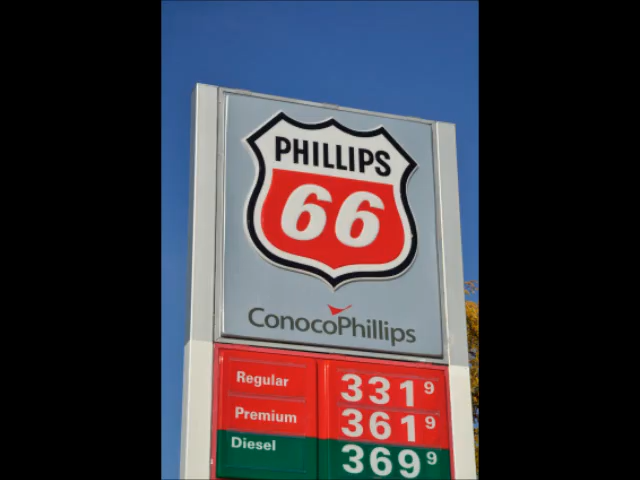 PHILLIPS
66
ConocoPhillips
Regular 331 9
Premium 361 9
Diesel 369 9